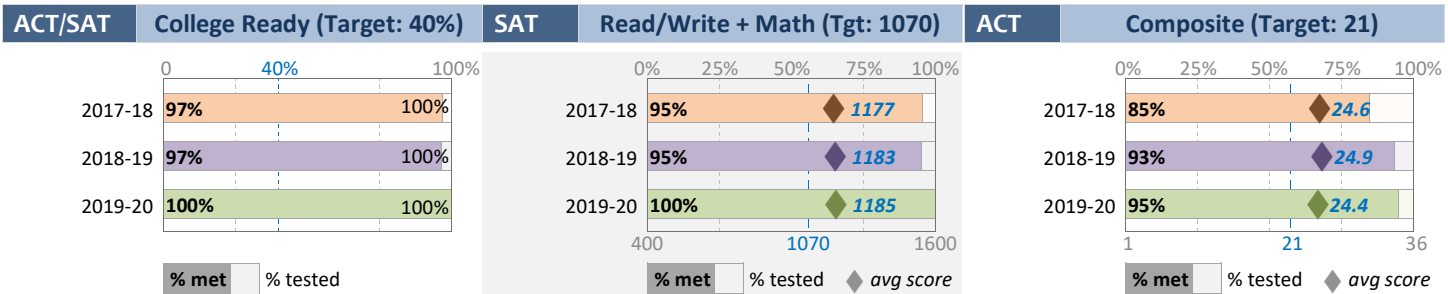 ACT/SAT College Ready (Target: 40%)
0 40% 100%
2017-18 97% 100%
2018-19 97% 100%
2019-20 100% 100%
% met % tested
SAT Read/Write + Math (Tgt: 1070)
0% 25% 50% 75% 100%
2017-18 95% 1177
2018-19 95% 1183
2019-20 100% 1185
400 1070 1600
% met % tested avg score
ACT Composite (Target: 21)
0% 25% 50% 75% 100%
2017-18 85% 24.6
2018-19 93% 24.9
2019-20 95% 24.4
1 21 36
% met % tested avg score